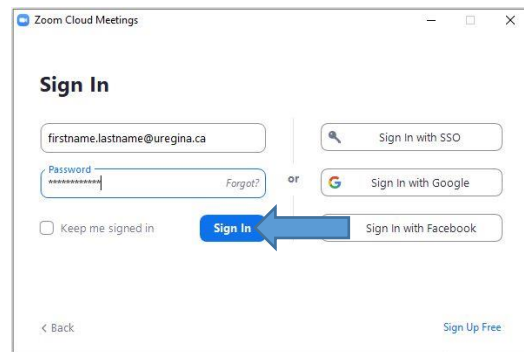 Zoom Cloud Meetings
Sign In
firstname.lastname@uregina.ca
Password
************
Forgot?
Keep me signed in
Sign In
or
Sign In with SSO
Sign In with Google
Sign In with Facebook
< Back
Sign Up Free